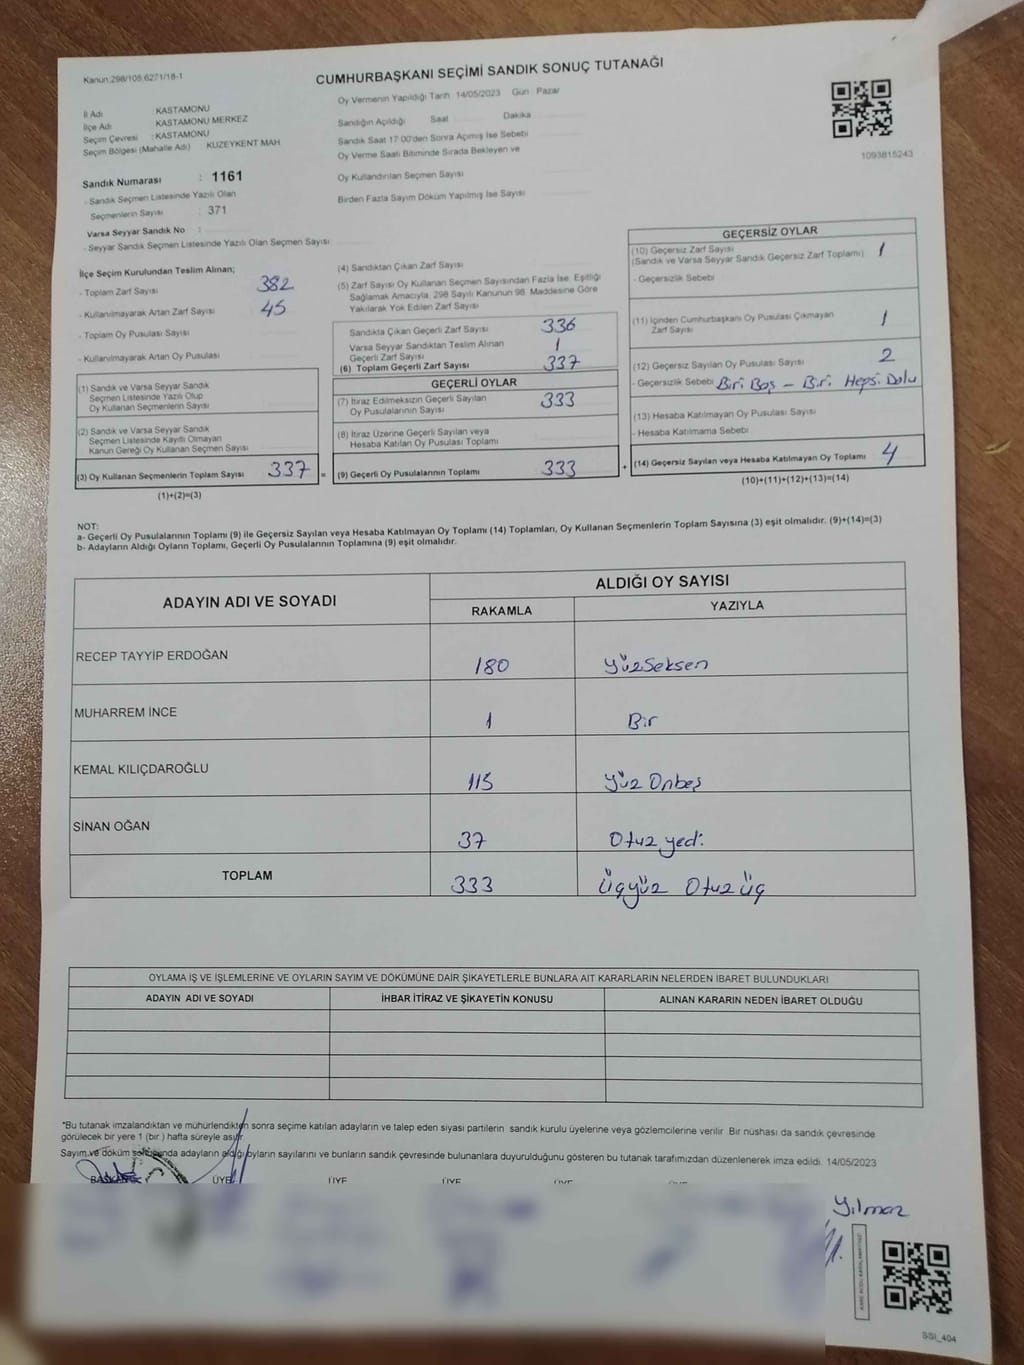 Kanun:298/105;6271/18-1
CUMHURBAŞKANI SEÇİMİ SANDIK SONUÇ TUTANAĞI
İl Adı KASTAMONU
İlçe Adı KASTAMONU MERKEZ
Seçim Çevresi : KASTAMONU
Seçim Bölgesi (Mahalle Adı) KUZEYKENT MAH
Sandık Numarası : 1161
- Sandık Seçmen Listesinde Yazılı Olan
Seçmenlerin Sayısı : 371
Varsa Seyyar Sandık No :
- Seyyar Sandık Seçmen Listesinde Yazılı Olan Seçmen Sayısı
Oy Vermenin Yapıldığı Tarih 14/05/2023 Gün Pazar
Sandığın Açıldığı Saat Dakika
Sandık Saat 17:00'den Sonra Açımış İse Sebebi
Oy Verme Saati Bitiminde Sırada Bekleyen ve
Oy Kullandırılan Seçmen Sayısı
Birden Fazla Sayım Döküm Yapılmış İse Sayısı
1093815243
İlçe Seçim Kurulundan Teslim Alınan;
- Toplam Zarf Sayısı 382
- Kullanılmayarak Artan Zarf Sayısı 45
- Toplam Oy Pusulası Sayısı
- Kullanılmayarak Artan Oy Pusulası
(1) Sandık ve Varsa Seyyar Sandık
Seçmen Listesinde Yazılı Olup
Oy Kullanan Seçmenlerin Sayısı
(2) Sandık ve Varsa Seyyar Sandık
Seçmen Listesinde Kayıtlı Olmayan
Kanun Gereği Oy Kullanan Seçmen Sayısı
(3) Oy Kullanan Seçmenlerin Toplam Sayısı 337 =
(1)+(2)=(3)
(4) Sandıktan Çıkan Zarf Sayısı
(5) Zarf Sayısı Oy Kullanan Seçmen Sayısından Fazla İse, Eşitliği
Sağlamak Amacıyla, 298 Sayılı Kanunun 98. Maddesine Göre
Yakılarak Yok Edilen Zarf Sayısı
Sandıkta Çıkan Geçerli Zarf Sayısı 336
Varsa Seyyar Sandıktan Teslim Alınan
Geçerli Zarf Sayısı 1
(6) Toplam Geçerli Zarf Sayısı 337
GEÇERLİ OYLAR
(7) İtiraz Edilmeksizin Geçerli Sayılan
Oy Pusulalarının Sayısı 333
(8) İtiraz Üzerine Geçerli Sayılan veya
Hesaba Katılan Oy Pusulası Toplamı
(9) Geçerli Oy Pusulalarının Toplamı 333 +
GEÇERSİZ OYLAR
(10) Geçersiz Zarf Sayısı
(Sandık ve Varsa Seyyar Sandık Geçersiz Zarf Toplamı) 1
- Geçersizlik Sebebi
(11) İçinden Cumhurbaşkanı Oy Pusulası Çıkmayan
Zarf Sayısı 1
(12) Geçersiz Sayılan Oy Pusulası Sayısı 2
- Geçersizlik Sebebi Biri Boş - Biri Hepsi Dolu
(13) Hesaba Katılmayan Oy Pusulası Sayısı
- Hesaba Katılmama Sebebi
(14) Geçersiz Sayılan veya Hesaba Katılmayan Oy Toplamı 4
(10)+(11)+(12)+(13)=(14)
NOT:
a- Geçerli Oy Pusulalarının Toplamı (9) ile Geçersiz Sayılan veya Hesaba Katılmayan Oy Toplamı (14) Toplamları, Oy Kullanan Seçmenlerin Toplam Sayısına (3) eşit olmalıdır. (9)+(14)=(3)
b- Adayların Aldığı Oyların Toplamı, Geçerli Oy Pusulalarının Toplamına (9) eşit olmalıdır.
ADAYIN ADI VE SOYADI ALDIĞI OY SAYISI
RAKAMLA YAZIYLA
RECEP TAYYİP ERDOĞAN 180 YüzSeksen
MUHARREM İNCE 1 Bir
KEMAL KILIÇDAROĞLU 115 Yüz Onbeş
SİNAN OĞAN 37 Otuz yedi
TOPLAM 333 Üçyüz Otuz üç
OYLAMA İŞ VE İŞLEMLERİNE VE OYLARIN SAYIM VE DÖKÜMÜNE DAİR ŞİKAYETLERLE BUNLARA AİT KARARLARIN NELERDEN İBARET BULUNDUKLARI
ADAYIN ADI VE SOYADI İHBAR İTİRAZ VE ŞİKAYETİN KONUSU ALINAN KARARIN NEDEN İBARET OLDUĞU
*Bu tutanak imzalandıktan ve mühürlendikten sonra seçime katılan adayların ve talep eden siyasi partilerin sandık kurulu üyelerine veya gözlemcilerine verilir. Bir nüshası da sandık çevresinde
görülecek bir yere 1 (bir ) hafta süreyle asılır.
Sayım ve döküm sonucunda adayların aldığı oyların sayılarını ve bunların sandık çevresinde bulunanlara duyurulduğunu gösteren bu tutanak tarafımızdan düzenlenerek imza edildi. 14/05/2023
BAŞKAN ÜYE ÜYE ÜYE ÜYE ÜYE
Yılmaz
SSI_404